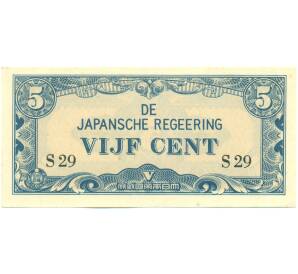 5 5
DE
JAPANSCHE REGEERING
VIJF CENT
S 29 S 29
V